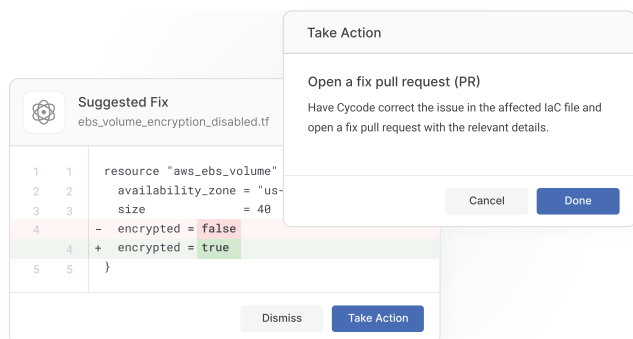 Take Action
Open a fix pull request (PR)
Have Cycode correct the issue in the affected IaC file and
open a fix pull request with the relevant details.
Cancel Done
Suggested Fix
ebs_volume_encryption_disabled.tf
1 1 resource "aws_ebs_volume"
2 2 availability_zone = "us-
3 3 size = 40
4 - encrypted = false
4 + encrypted = true
5 5 }
Dismiss Take Action